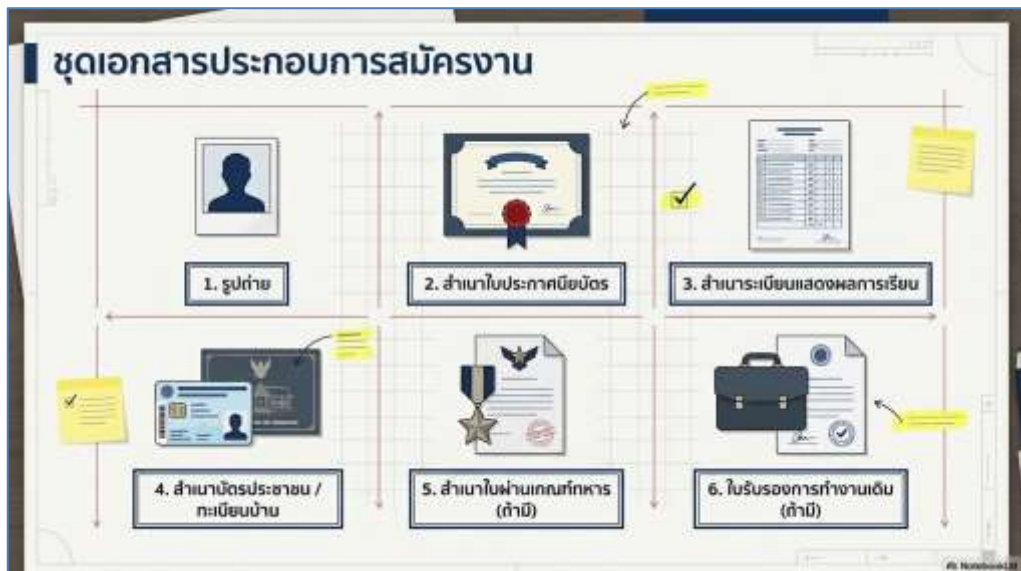 ชุดเอกสารประกอบการสมัครงาน
1. รูปถ่าย
2. สำเนาใบประกาศนียบัตร
3. สำเนาระเบียนแสดงผลการเรียน
4. สำเนาบัตรประชาชน /
ทะเบียนบ้าน
5. สำเนาใบผ่านเกณฑ์ทหาร
(ถ้ามี)
6. ใบรับรองการทำงานเดิม
(ถ้ามี)
NotebookLM